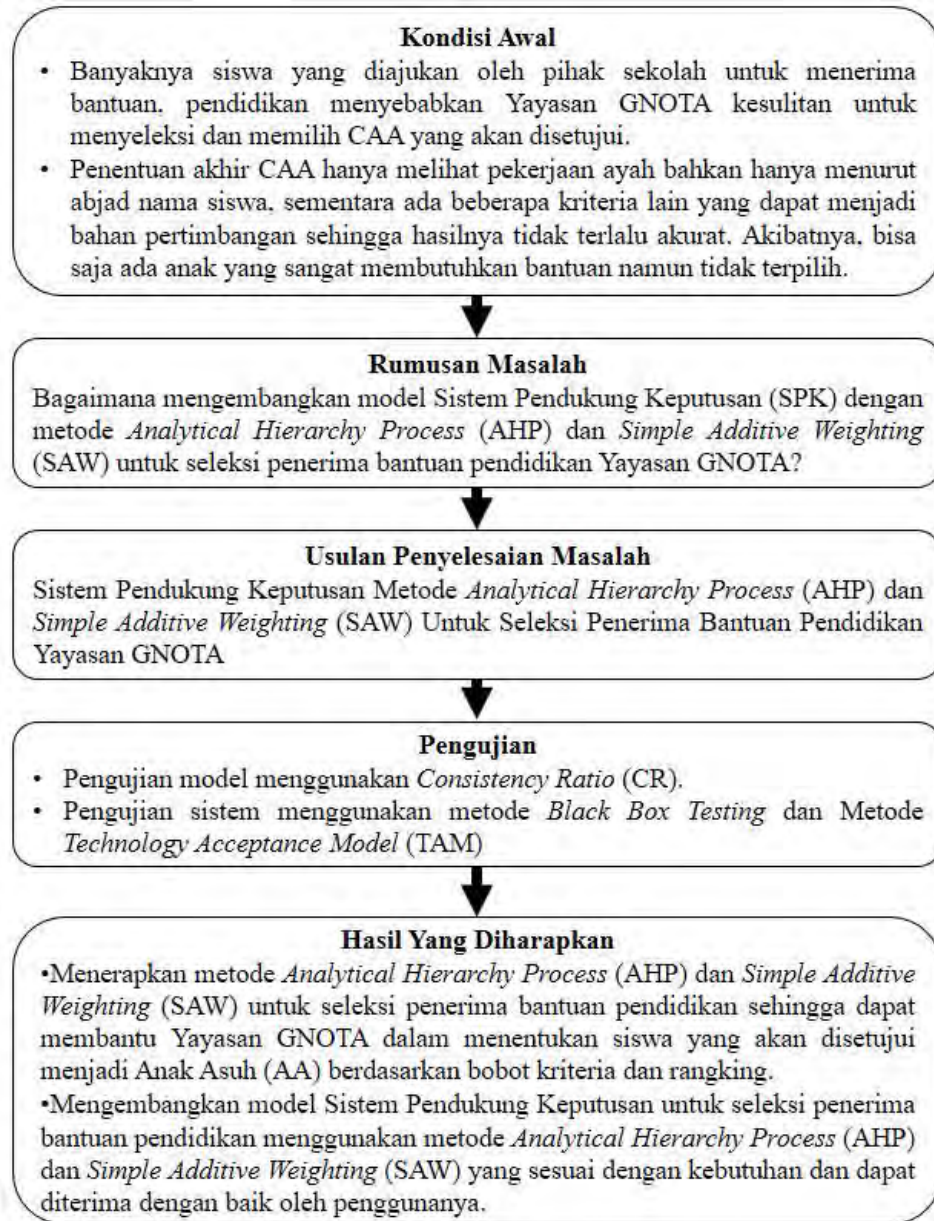 Kondisi Awal
• Banyaknya siswa yang diajukan oleh pihak sekolah untuk menerima
bantuan, pendidikan menyebabkan Yayasan GNOTA kesulitan untuk
menyeleksi dan memilih CAA yang akan disetujui.
• Penentuan akhir CAA hanya melihat pekerjaan ayah bahkan hanya menurut
abjad nama siswa, sementara ada beberapa kriteria lain yang dapat menjadi
bahan pertimbangan sehingga hasilnya tidak terlalu akurat. Akibatnya, bisa
saja ada anak yang sangat membutuhkan bantuan namun tidak terpilih.
Rumusan Masalah
Bagaimana mengembangkan model Sistem Pendukung Keputusan (SPK) dengan
metode Analytical Hierarchy Process (AHP) dan Simple Additive Weighting
(SAW) untuk seleksi penerima bantuan pendidikan Yayasan GNOTA?
Usulan Penyelesaian Masalah
Sistem Pendukung Keputusan Metode Analytical Hierarchy Process (AHP) dan
Simple Additive Weighting (SAW) Untuk Seleksi Penerima Bantuan Pendidikan
Yayasan GNOTA
Pengujian
• Pengujian model menggunakan Consistency Ratio (CR).
• Pengujian sistem menggunakan metode Black Box Testing dan Metode
Technology Acceptance Model (TAM)
Hasil Yang Diharapkan
•Menerapkan metode Analytical Hierarchy Process (AHP) dan Simple Additive
Weighting (SAW) untuk seleksi penerima bantuan pendidikan sehingga dapat
membantu Yayasan GNOTA dalam menentukan siswa yang akan disetujui
menjadi Anak Asuh (AA) berdasarkan bobot kriteria dan rangking.
•Mengembangkan model Sistem Pendukung Keputusan untuk seleksi penerima
bantuan pendidikan menggunakan metode Analytical Hierarchy Process (AHP)
dan Simple Additive Weighting (SAW) yang sesuai dengan kebutuhan dan dapat
diterima dengan baik oleh penggunanya.